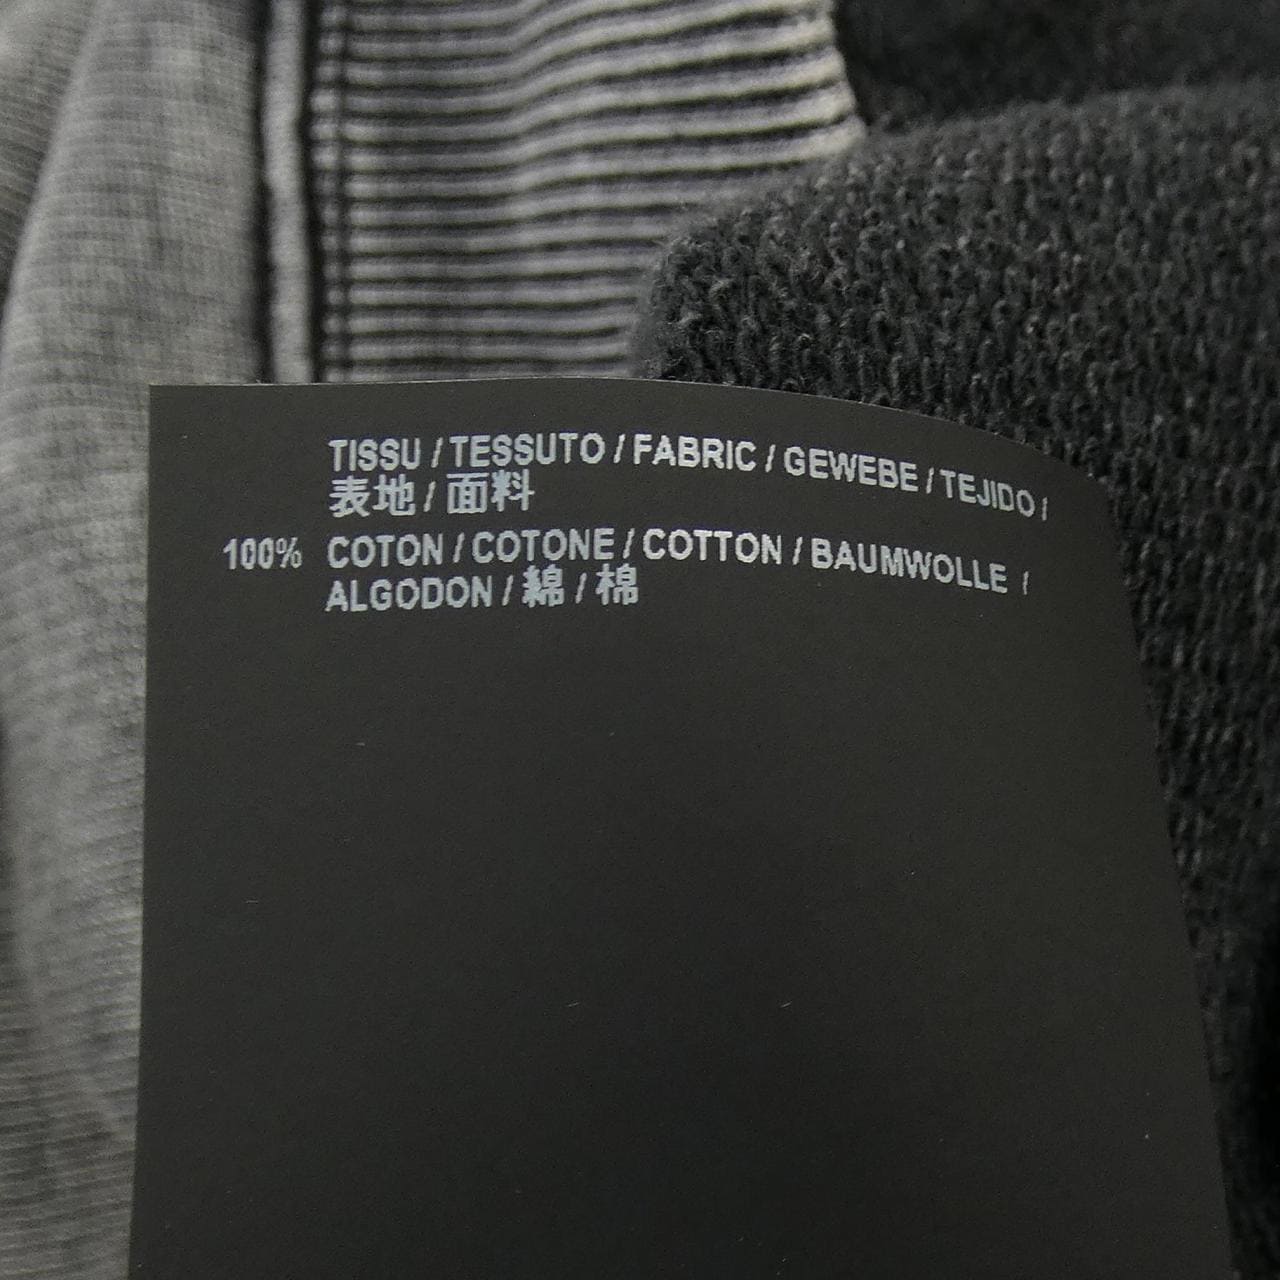 TISSU / TESSUTO / FABRIC / GEWEBE / TEJIDO /
表地 / 面料
100% COTON / COTONE / COTTON / BAUMWOLLE /
ALGODON / 綿 / 棉